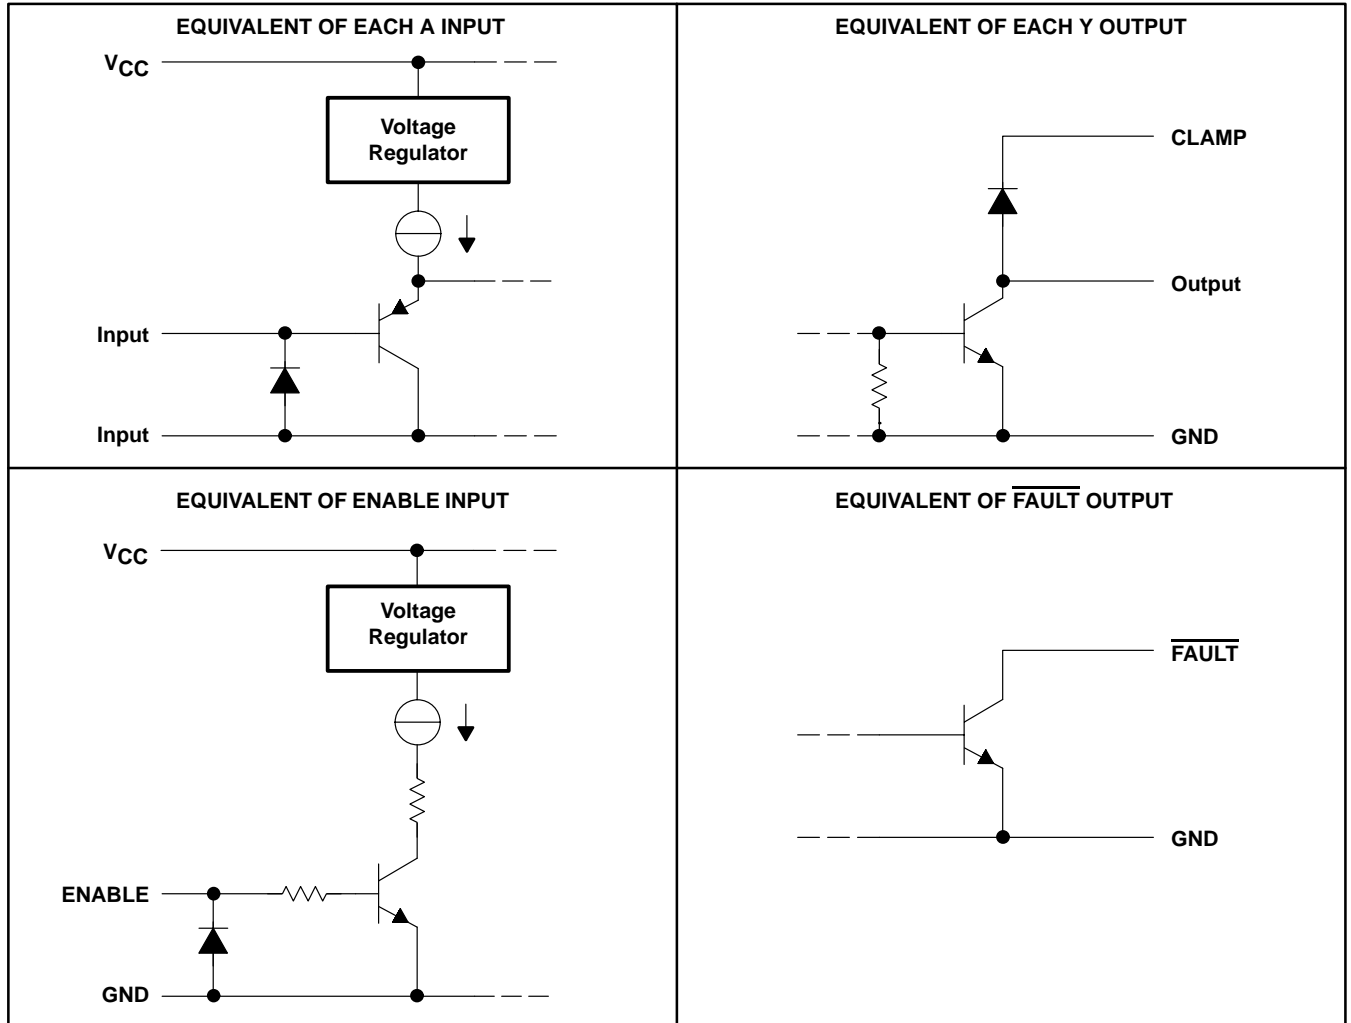 EQUIVALENT OF EACH A INPUT
VCC
Voltage
Regulator
Input
Input
EQUIVALENT OF EACH Y OUTPUT
CLAMP
Output
GND
EQUIVALENT OF ENABLE INPUT
VCC
Voltage
Regulator
ENABLE
GND
EQUIVALENT OF FAULT OUTPUT
FAULT
GND